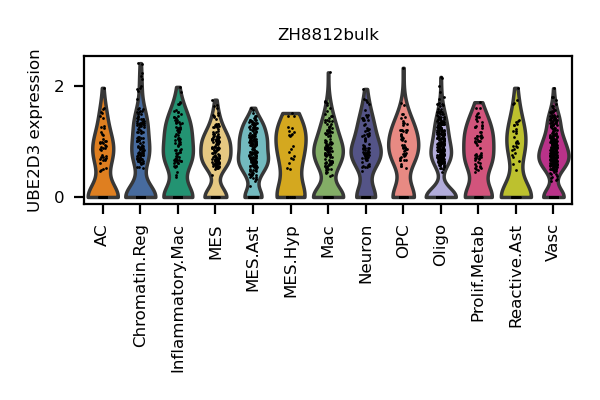 ZH8812bulk
UBE2D3 expression
2
0
AC
Chromatin.Reg
Inflammatory.Mac
MES
MES.Ast
MES.Hyp
Mac
Neuron
OPC
Oligo
Prolif.Metab
Reactive.Ast
Vasc